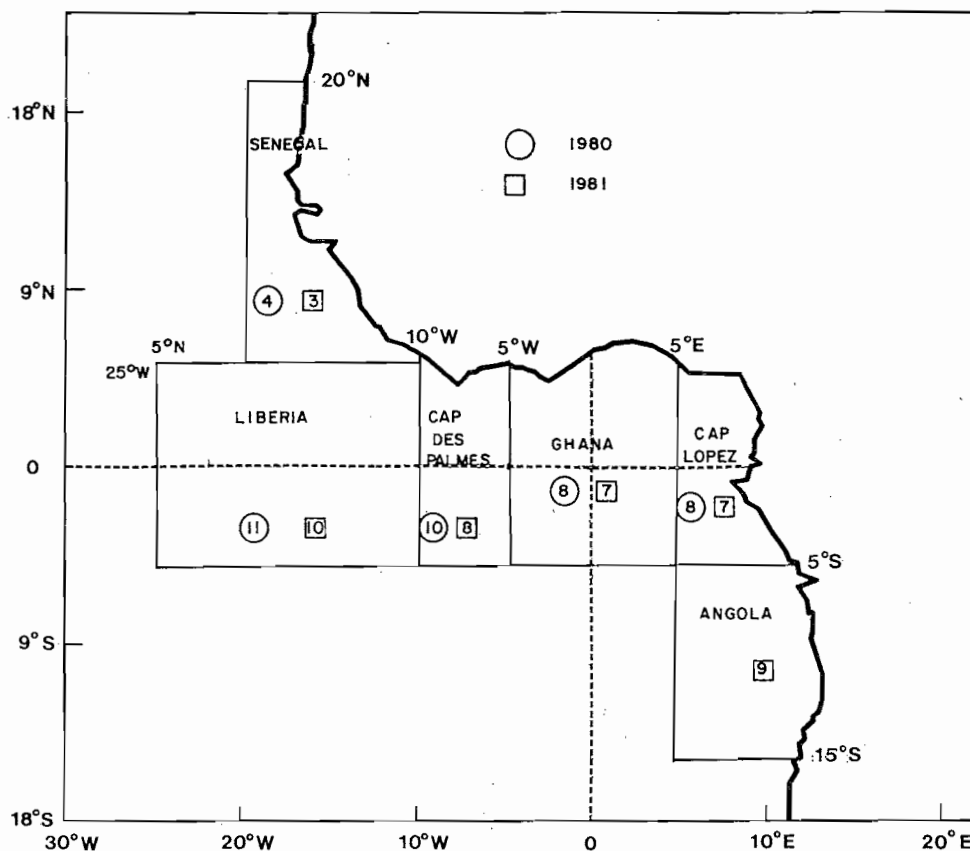 20°N
18°N
SENEGAL
1980
1981
9°N
4
3
5°N
10°W
5°W
5°E
25°W
LIBERIA
CAP
DES
PALMES
GHANA
CAP
LOPEZ
0
8
7
8
7
11
10
10
8
5°S
ANGOLA
9°S
9
15°S
18°S
30°W
20°W
10°W
0
10°E
20°E